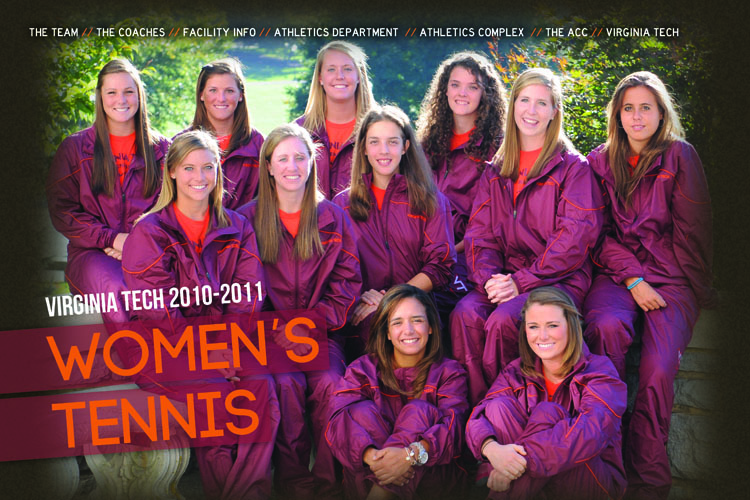 THE TEAM // THE COACHES // FACILITY INFO // ATHLETICS DEPARTMENT // ATHLETICS COMPLEX // THE ACC // VIRGINIA TECH
VIRGINIA TECH 2010-2011
WOMEN'S
TENNIS